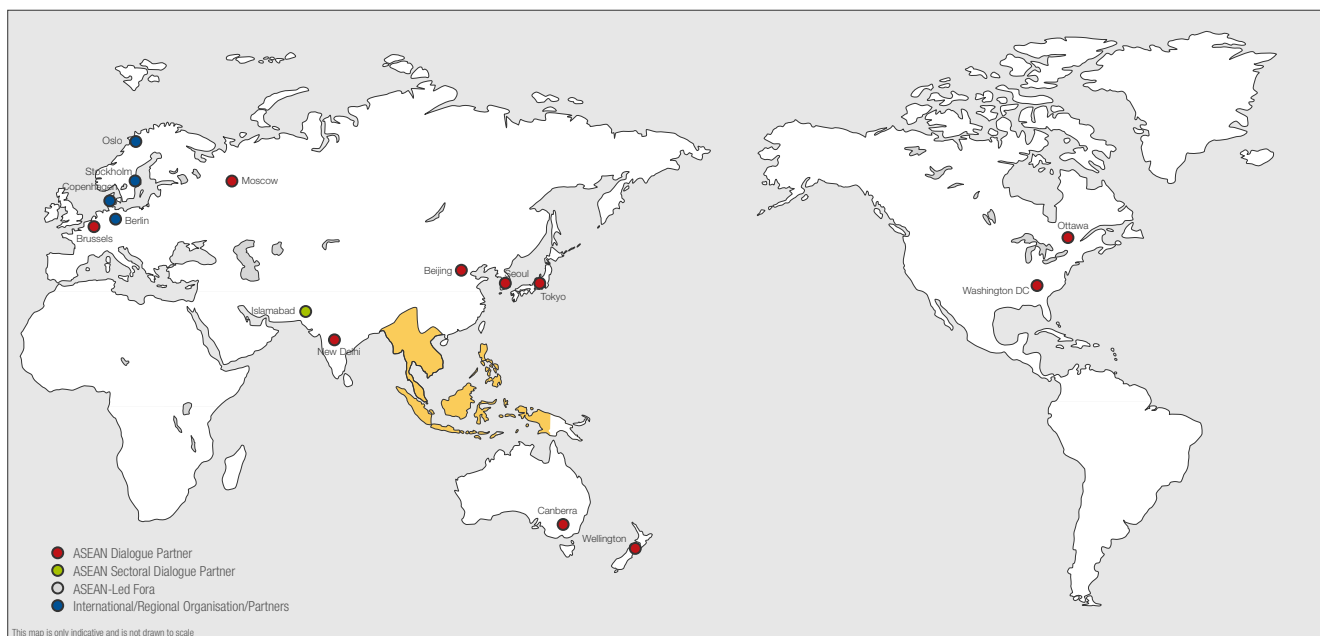 Oslo
Stockholm
Copenhagen
Moscow
Berlin
Brussels
Ottawa
Beijing
Seoul
Tokyo
Washington DC
Islamabad
New Delhi
Canberra
Wellington
ASEAN Dialogue Partner
ASEAN Sectoral Dialogue Partner
ASEAN-Led Fora
International/Regional Organisation/Partners
This map is only indicative and is not drawn to scale